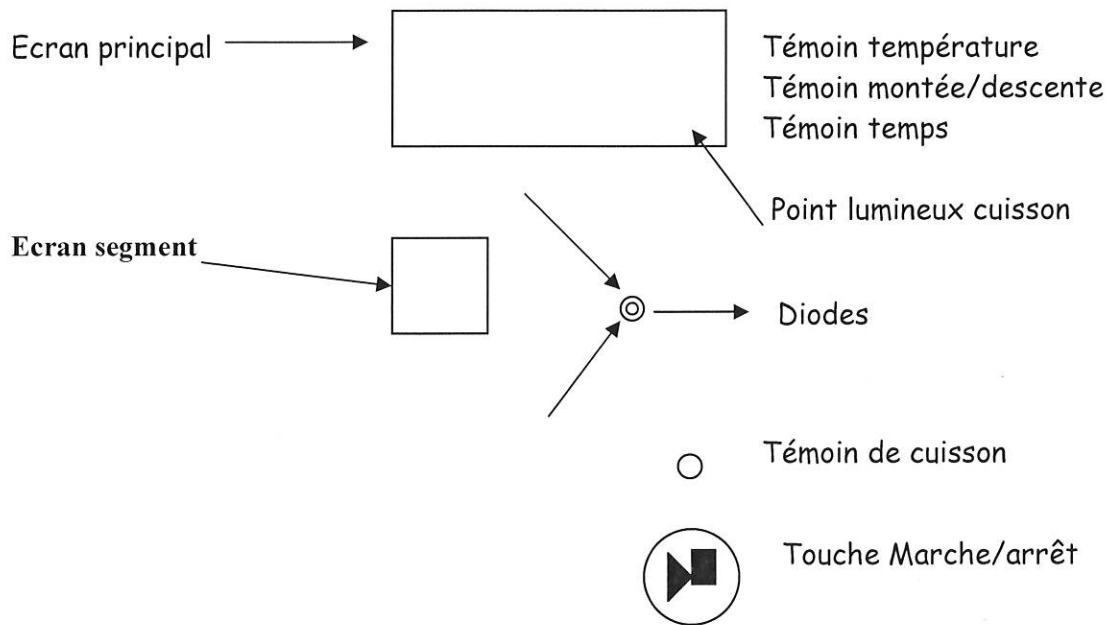 Ecran principal
Témoin température
Témoin montée/descente
Témoin temps
Point lumineux cuisson
Ecran segment
Diodes
Témoin de cuisson
Touche Marche/arrêt